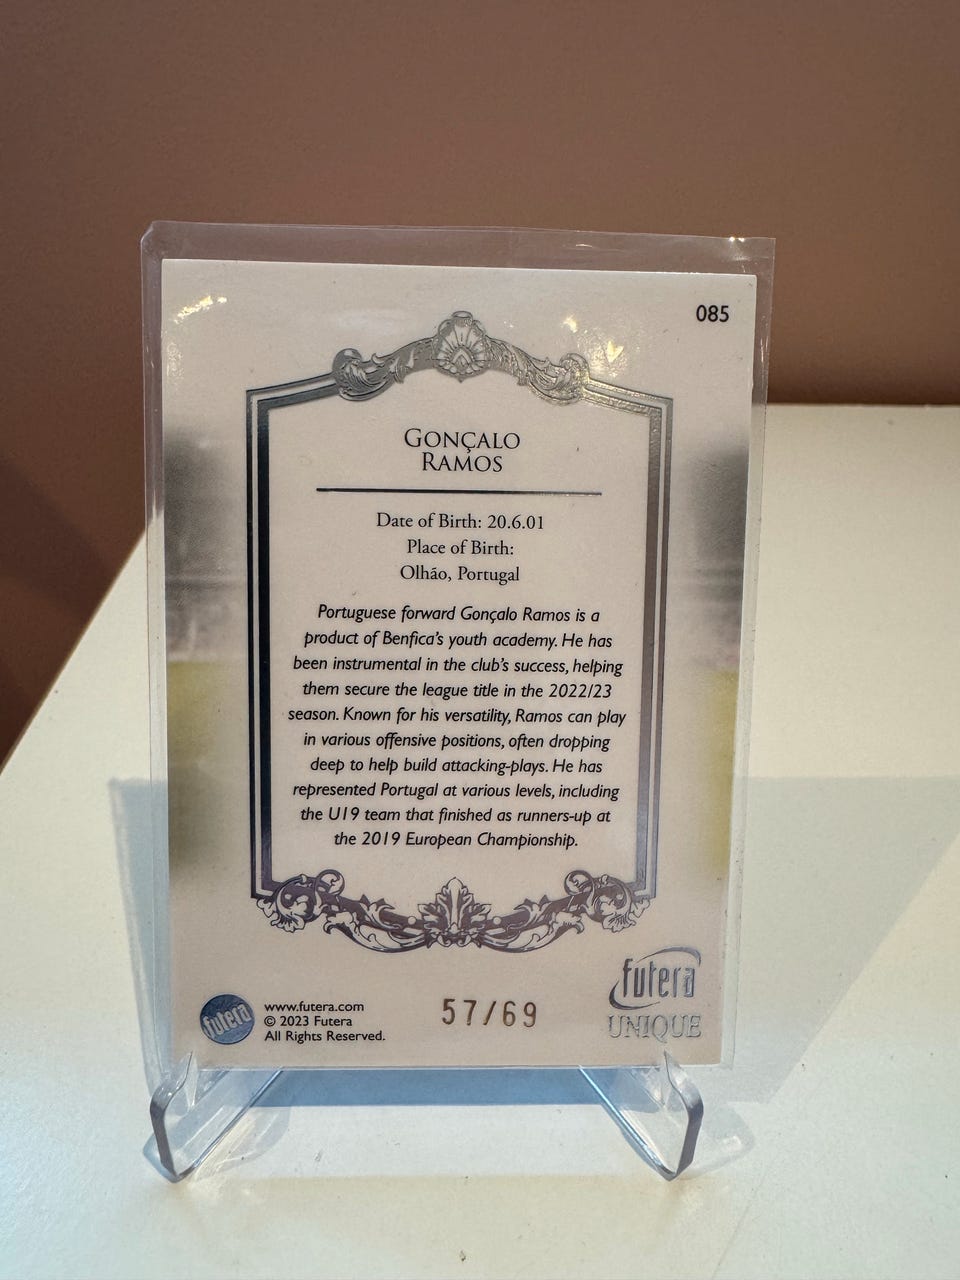 085
GONÇALO
RAMOS
Date of Birth: 20.6.01
Place of Birth:
Olhão, Portugal
Portuguese forward Gonçalo Ramos is a
product of Benfica's youth academy. He has
been instrumental in the club's success, helping
them secure the league title in the 2022/23
season. Known for his versatility, Ramos can play
in various offensive positions, often dropping
deep to help build attacking-plays. He has
represented Portugal at various levels, including
the U19 team that finished as runners-up at
the 2019 European Championship.
futera
www.futera.com
© 2023 Futera
All Rights Reserved.
57/69
futera
UNIQUE